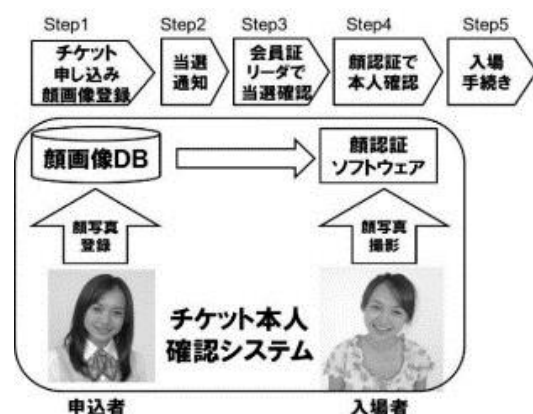 Step1
Step2
Step3
Step4
Step5
チケット
申し込み
顔画像登録
当選
通知
会員証
リーダで
当選確認
顔認証で
本人確認
入場
手続き
顔画像DB
顔認証
ソフトウェア
顔写真
登録
顔写真
撮影
チケット本人
確認システム
申込者
入場者